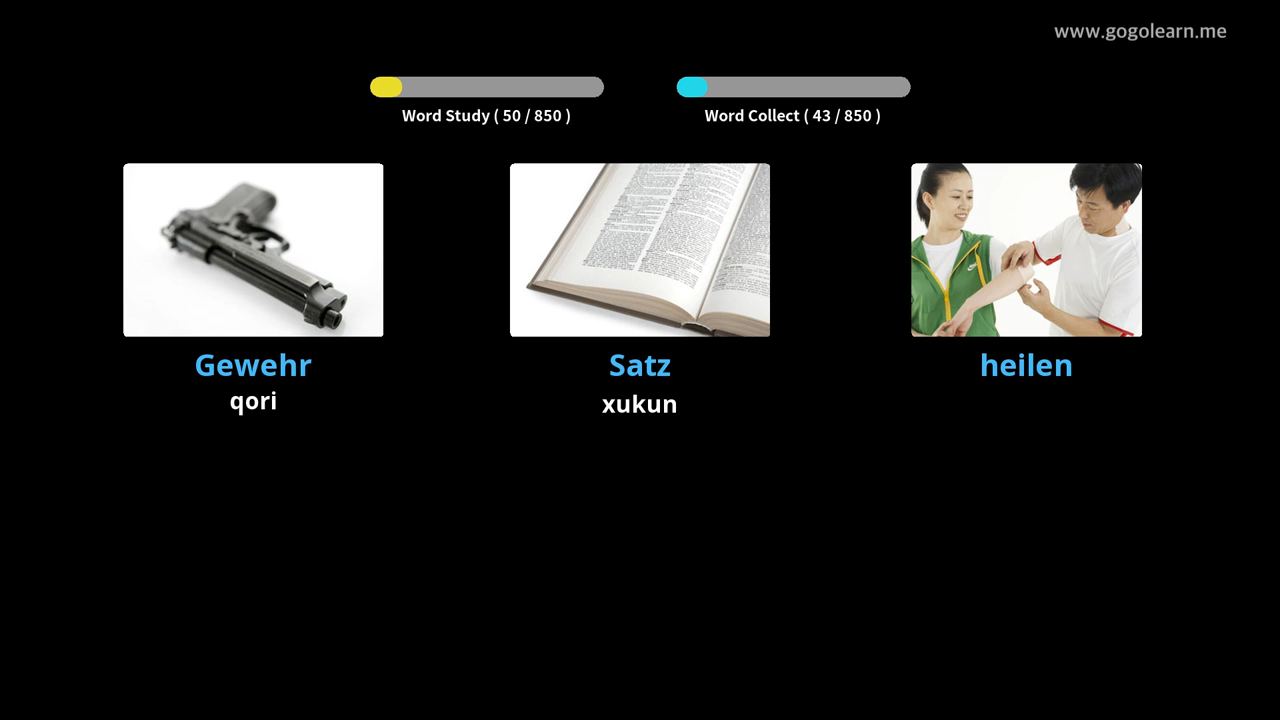 www.gogolearn.me
Word Study ( 50 / 850 )
Word Collect ( 43 / 850 )
Gewehr
qori
Satz
xukun
heilen